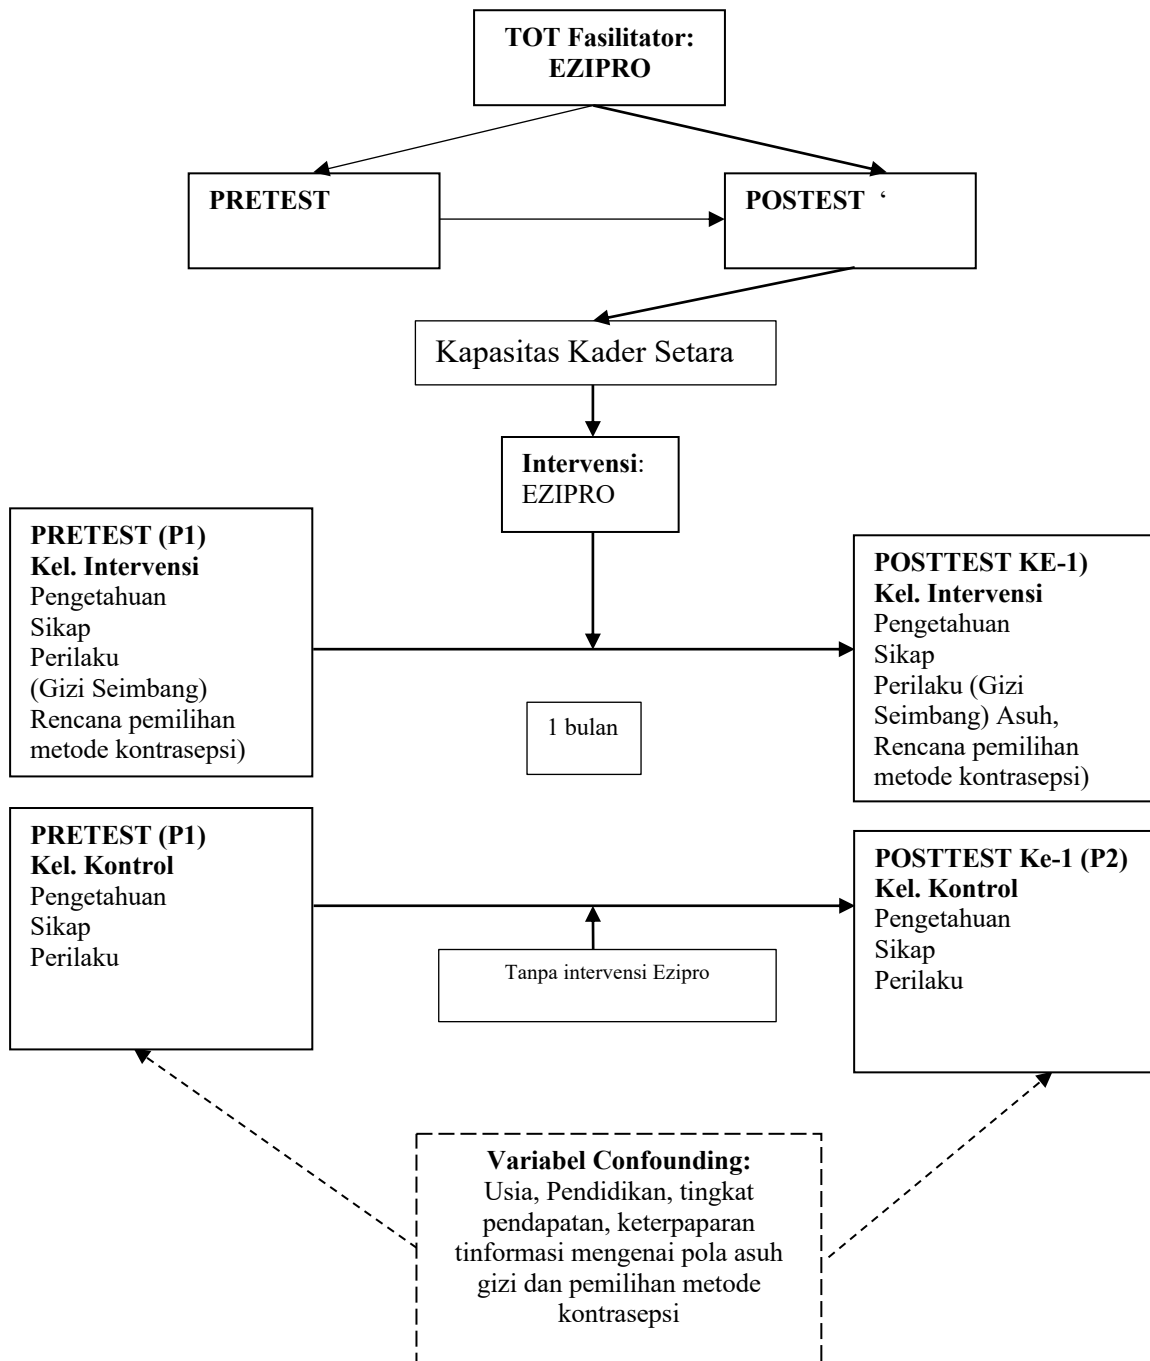 TOT Fasilitator:
EZIPRO
PRETEST
POSTEST ‘
Kapasitas Kader Setara
Intervensi:
EZIPRO
PRETEST (P1)
Kel. Intervensi
Pengetahuan
Sikap
Perilaku
(Gizi Seimbang)
Rencana pemilihan
metode kontrasepsi)
POSTTEST KE-1)
Kel. Intervensi
Pengetahuan
Sikap
Perilaku (Gizi
Seimbang) Asuh,
Rencana pemilihan
metode kontrasepsi)
1 bulan
PRETEST (P1)
Kel. Kontrol
Pengetahuan
Sikap
Perilaku
POSTTEST Ke-1 (P2)
Kel. Kontrol
Pengetahuan
Sikap
Perilaku
Tanpa intervensi Ezipro
Variabel Confounding:
Usia, Pendidikan, tingkat
pendapatan, keterpaparan
tinformasi mengenai pola asuh
gizi dan pemilihan metode
kontrasepsi